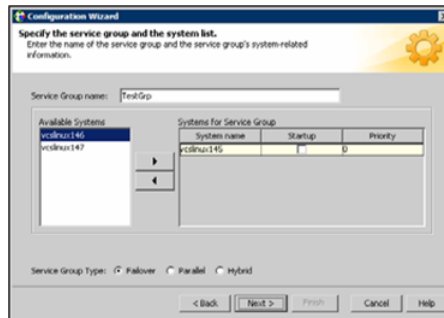 Configuration Wizard
Specify the service group and the system list.
Enter the name of the service group and the service group's system-related
information.
Service Group name: TestGrp
Available Systems
vcslinux146
vcslinux147
Systems for Service Group
System name Startup Priority
vcslinux145 0
Service Group Type: Failover Parallel Hybrid
< Back Next > Finish Cancel Help